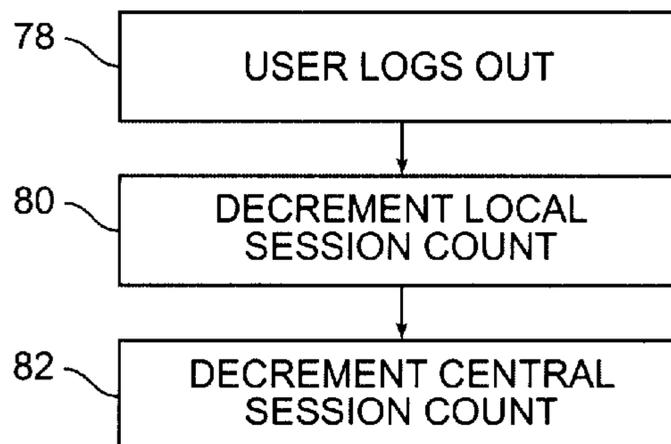 78
USER LOGS OUT
80
DECREMENT LOCAL
SESSION COUNT
82
DECREMENT CENTRAL
SESSION COUNT